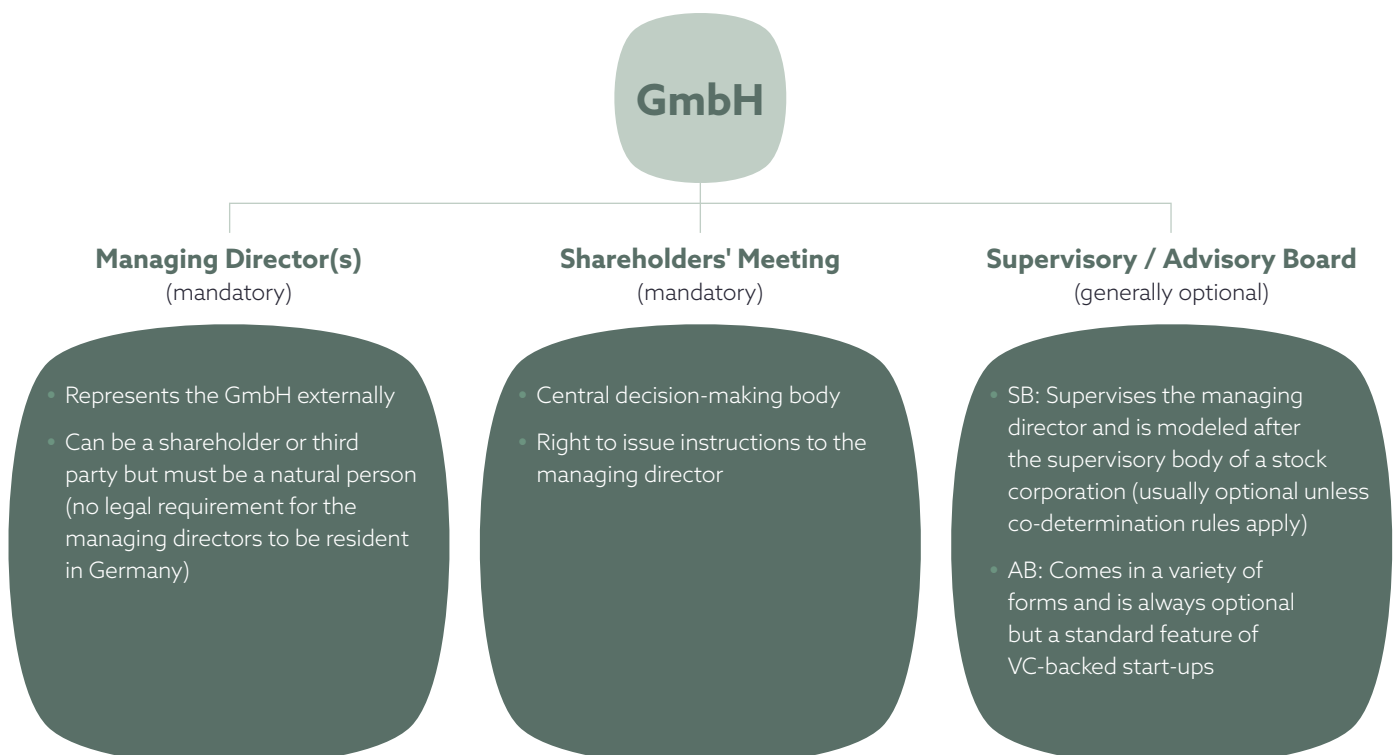 GmbH
Managing Director(s)
(mandatory)
• Represents the GmbH externally
• Can be a shareholder or third
party but must be a natural person
(no legal requirement for the
managing directors to be resident
in Germany)
Shareholders' Meeting
(mandatory)
• Central decision-making body
• Right to issue instructions to the
managing director
Supervisory / Advisory Board
(generally optional)
• SB: Supervises the managing
director and is modeled after
the supervisory body of a stock
corporation (usually optional unless
co-determination rules apply)
• AB: Comes in a variety of
forms and is always optional
but a standard feature of
VC-backed start-ups